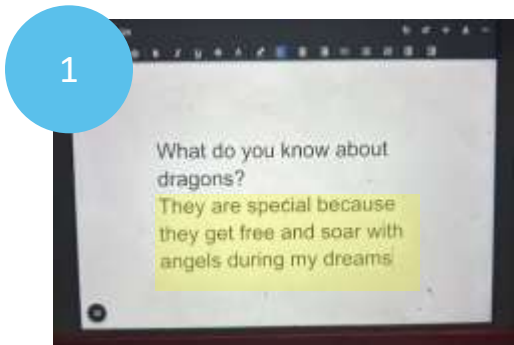 1
What do you know about
dragons?
They are special because
they get free and soar with
angels during my dreams